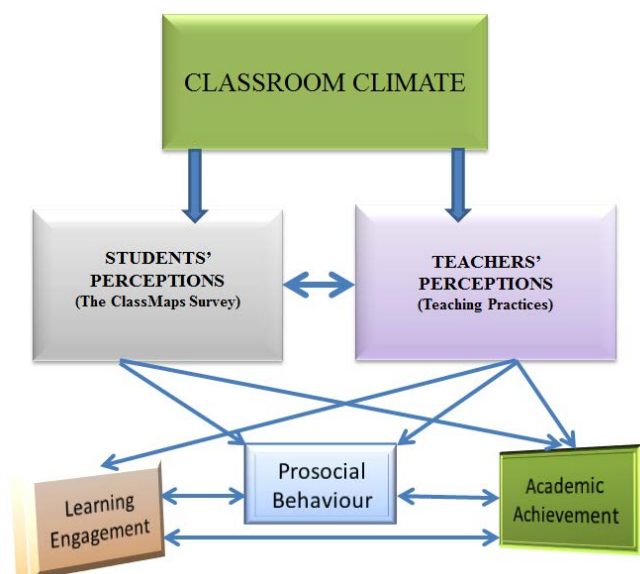 CLASSROOM CLIMATE
STUDENTS’
PERCEPTIONS
(The ClassMaps Survey)
TEACHERS’
PERCEPTIONS
(Teaching Practices)
Learning
Engagement
Prosocial
Behaviour
Academic
Achievement